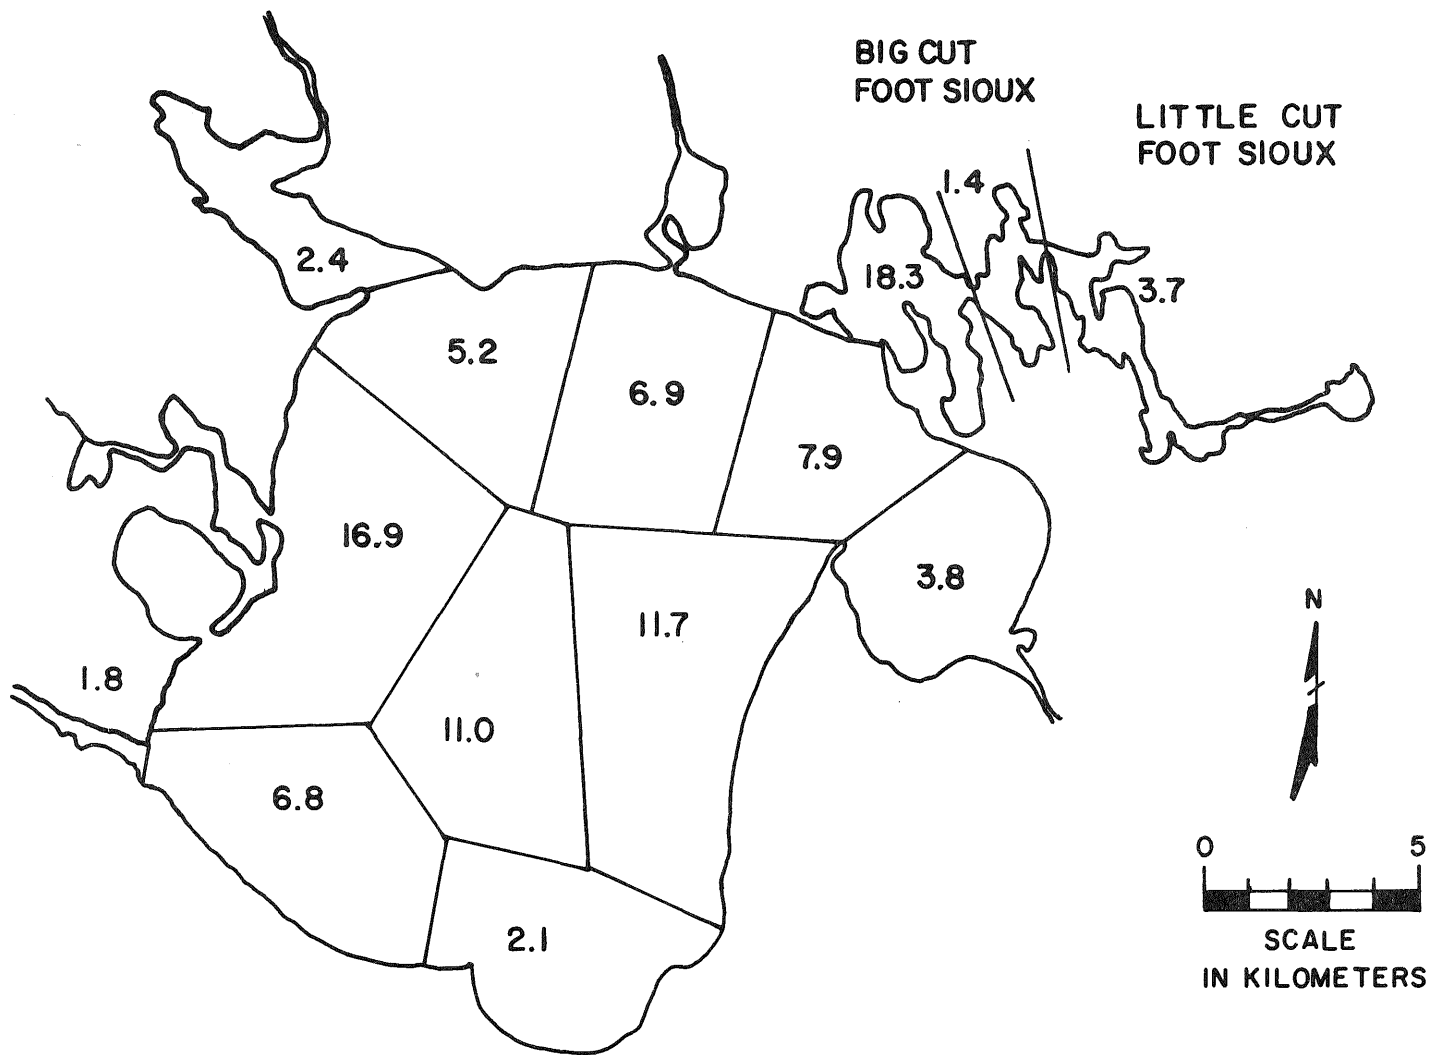 BIG CUT
FOOT SIOUX
LITTLE CUT
FOOT SIOUX
1.4
2.4
18.3
3.7
5.2
6.9
7.9
16.9
3.8
11.7
N
1.8
11.0
6.8
0 5
2.1
SCALE
IN KILOMETERS